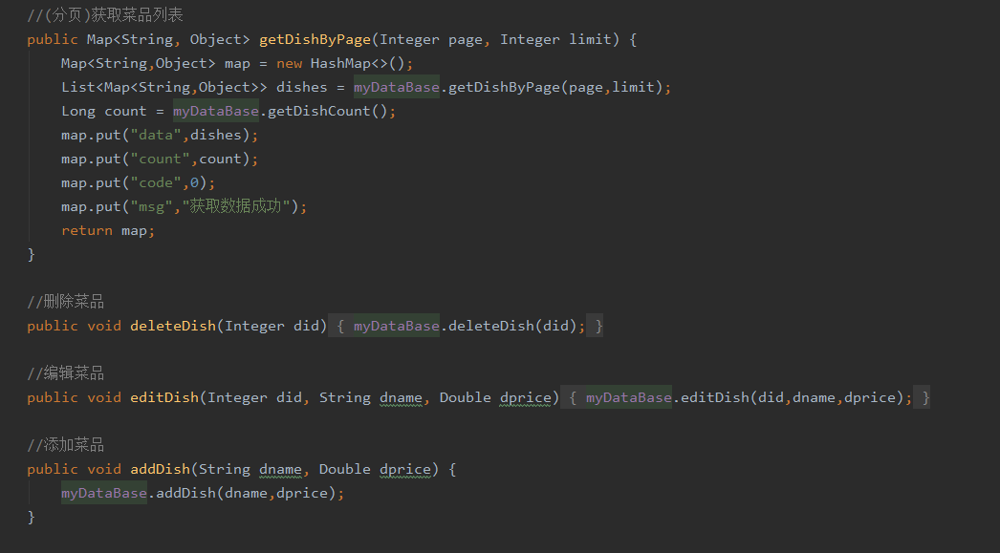 //(分页)获取菜品列表
public Map<String, Object> getDishByPage(Integer page, Integer limit) {
Map<String,Object> map = new HashMap<>();
List<Map<String,Object>> dishes = myDataBase.getDishByPage(page,limit);
Long count = myDataBase.getDishCount();
map.put("data",dishes);
map.put("count",count);
map.put("code",0);
map.put("msg","获取数据成功");
return map;
}
//删除菜品
public void deleteDish(Integer did) { myDataBase.deleteDish(did); }
//编辑菜品
public void editDish(Integer did, String dname, Double dprice) { myDataBase.editDish(did,dname,dprice); }
//添加菜品
public void addDish(String dname, Double dprice) {
myDataBase.addDish(dname,dprice);
}